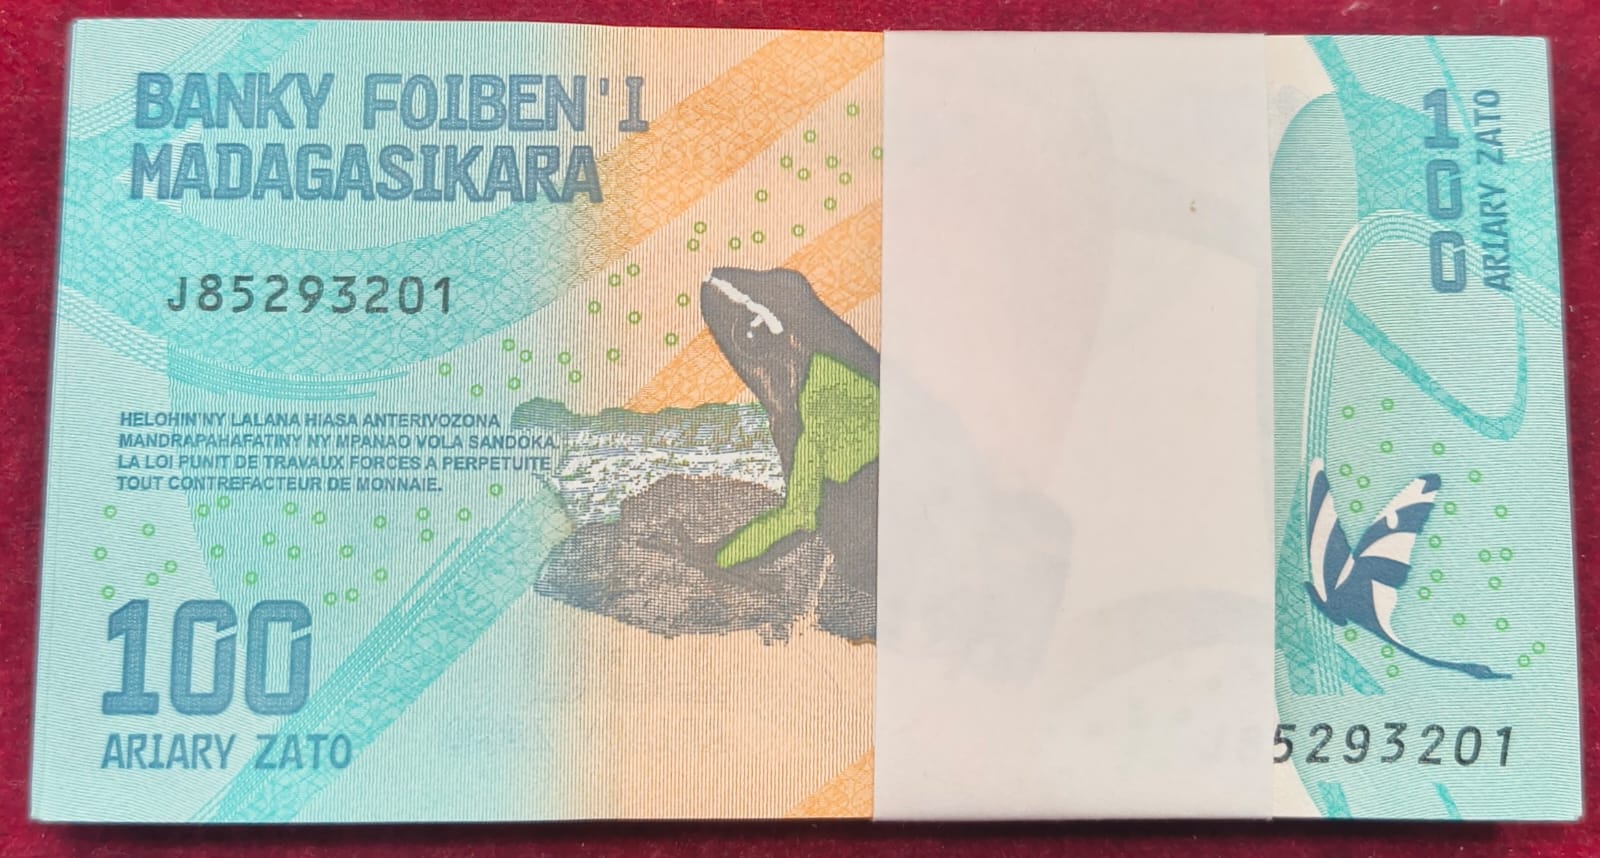 BANKY FOIBEN'I
MADAGASIKARA
J85293201
HELOHIN'NY LALANA HIASA ANTERIVOZONA
MANDRAPAHAFATINY NY MPANAO VOLA SANDOKA
LA LOI PUNIT DE TRAVAUX FORCES A PERPETUITE
TOUT CONTREFACTEUR DE MONNAIE.
100
ARIARY ZATO
100
ARIARY ZATO
5293201